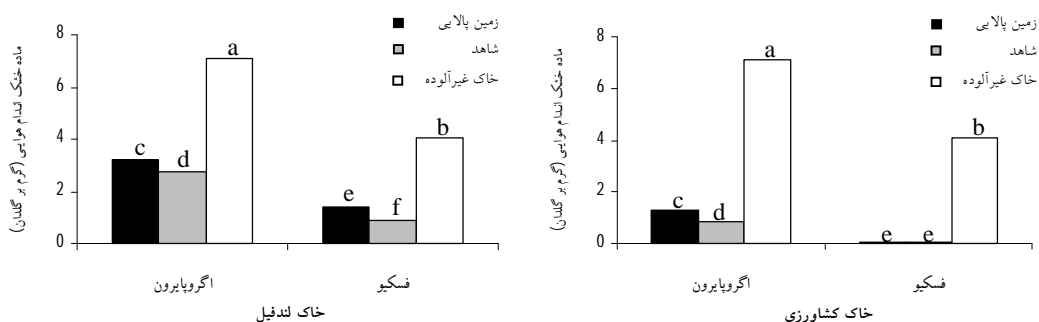 زمین پالایی
شاهد
خاک غیرآلوده
ماده خشک اندام هوایی (گرم بر گلدان)
8
6
4
2
0
a
b
c
d
e
f
اگروپایرون
فسکیو
خاک لندفیل
زمین پالایی
شاهد
خاک غیرآلوده
ماده خشک اندام هوایی (گرم بر گلدان)
8
6
4
2
0
a
b
c
d
e e
اگروپایرون
فسکیو
خاک کشاورزی